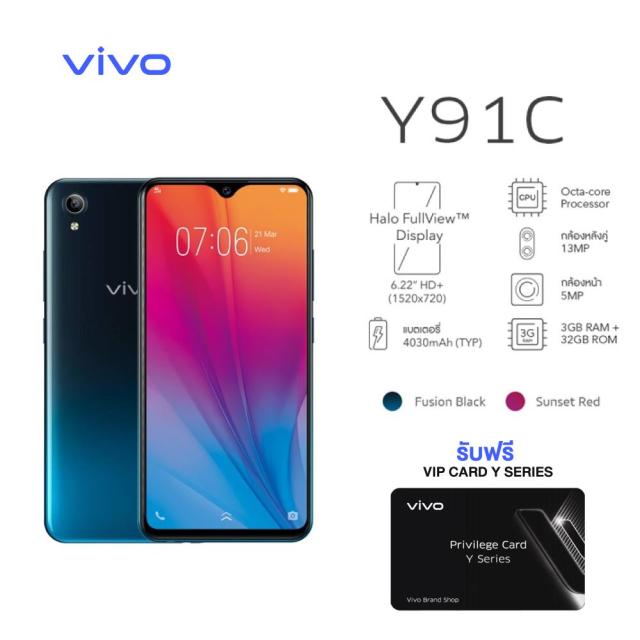 vivo
Y91C
Halo FullView™
Display
6.22" HD+
(1520x720)
แบตเตอรี่
4030mAh (TYP)
CPU
Octa-core
Processor
กล้องหลังคู่
13MP
กล้องหน้า
5MP
3G
RAM
3GB RAM +
32GB ROM
Fusion Black
Sunset Red
viv
07:06
21 Mar
Wed
รับฟรี
VIP CARD Y SERIES
vivo
Privilege Card
Y Series
Vivo Brand Shop